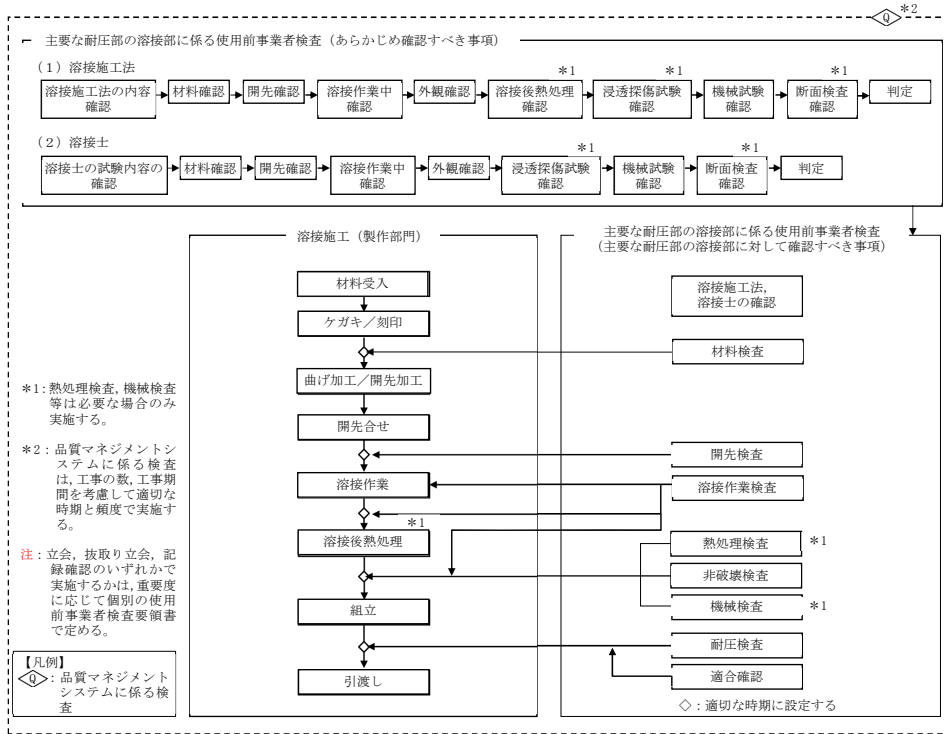 Q
*2
主要な耐圧部の溶接部に係る使用前事業者検査(あらかじめ確認すべき事項)
(1)溶接施工法
*1
*1
*1
溶接施工法の内容
確認
材料確認
開先確認
溶接作業中
確認
外観確認
溶接後熱処理
確認
浸透探傷試験
確認
機械試験
確認
断面検査
確認
判定
(2)溶接士
*1
*1
溶接士の試験内容の
確認
材料確認
開先確認
溶接作業中
確認
外観確認
浸透探傷試験
確認
機械試験
確認
断面検査
確認
判定
溶接施工(製作部門)
材料受入
ケガキ/刻印
曲げ加工/開先加工
開先合せ
溶接作業
*1
溶接後熱処理
組立
引渡し
主要な耐圧部の溶接部に係る使用前事業者検査
(主要な耐圧部の溶接部に対して確認すべき事項)
溶接施工法,
溶接士の確認
材料検査
開先検査
溶接作業検査
熱処理検査
*1
非破壊検査
機械検査
*1
耐圧検査
適合確認
◇:適切な時期に設定する
*1:熱処理検査,機械検査
等は必要な場合のみ
実施する。
*2:品質マネジメントシ
ステムに係る検査
は,工事の数,工事期
間を考慮して適切な
時期と頻度で実施す
る。
注:立会,抜取り立会,記
録確認のいずれかで
実施するかは,重要度
に応じて個別の使用
前事業者検査要領書
で定める。
【凡例】
Q:品質マネジメント
システムに係る検
査